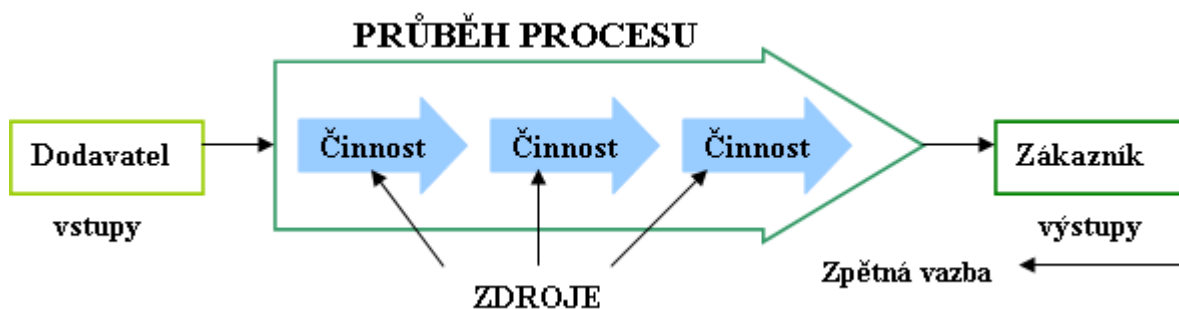 PRŮBĚH PROCESU
Dodavatel
Činnost
Činnost
Činnost
Zákazník
vstupy
výstupy
Zpětná vazba
ZDROJE